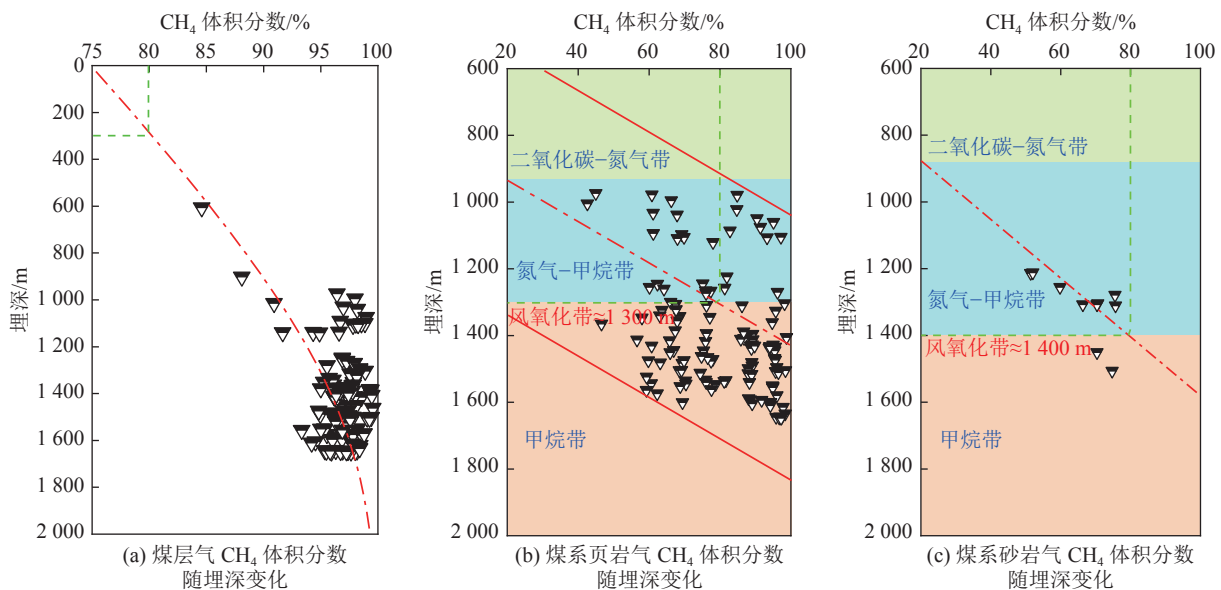 CH₄ 体积分数/%
75 80 85 90 95 100
0
200
400
600
800
1 000
1 200
1 400
1 600
1 800
2 000
埋深/m
(a) 煤层气 CH₄ 体积分数
随埋深变化
CH₄ 体积分数/%
20 40 60 80 100
600
800
1 000
1 200
1 400
1 600
1 800
2 000
埋深/m
二氧化碳−氮气带
氮气−甲烷带
风氧化带≈1 300 m
甲烷带
(b) 煤系页岩气 CH₄ 体积分数
随埋深变化
CH₄ 体积分数/%
20 40 60 80 100
600
800
1 000
1 200
1 400
1 600
1 800
2 000
埋深/m
二氧化碳−氮气带
氮气−甲烷带
风氧化带≈1 400 m
甲烷带
(c) 煤系砂岩气 CH₄ 体积分数
随埋深变化